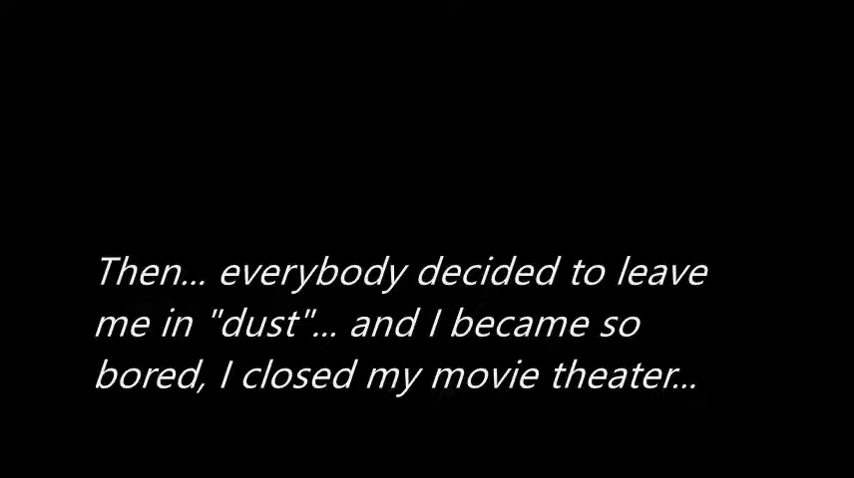 Then... everybody decided to leave
me in "dust"... and I became so
bored, I closed my movie theater...